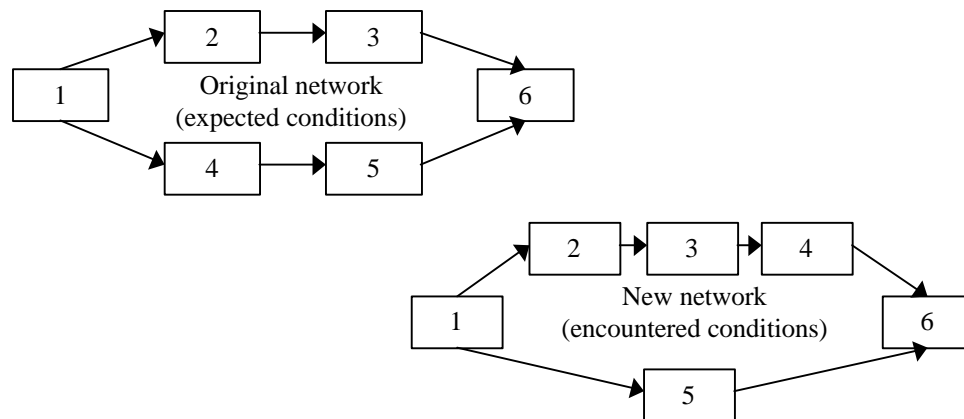 2 3
1
Original network
(expected conditions)
6
4 5
2 3 4
1
New network
(encountered conditions)
6
5